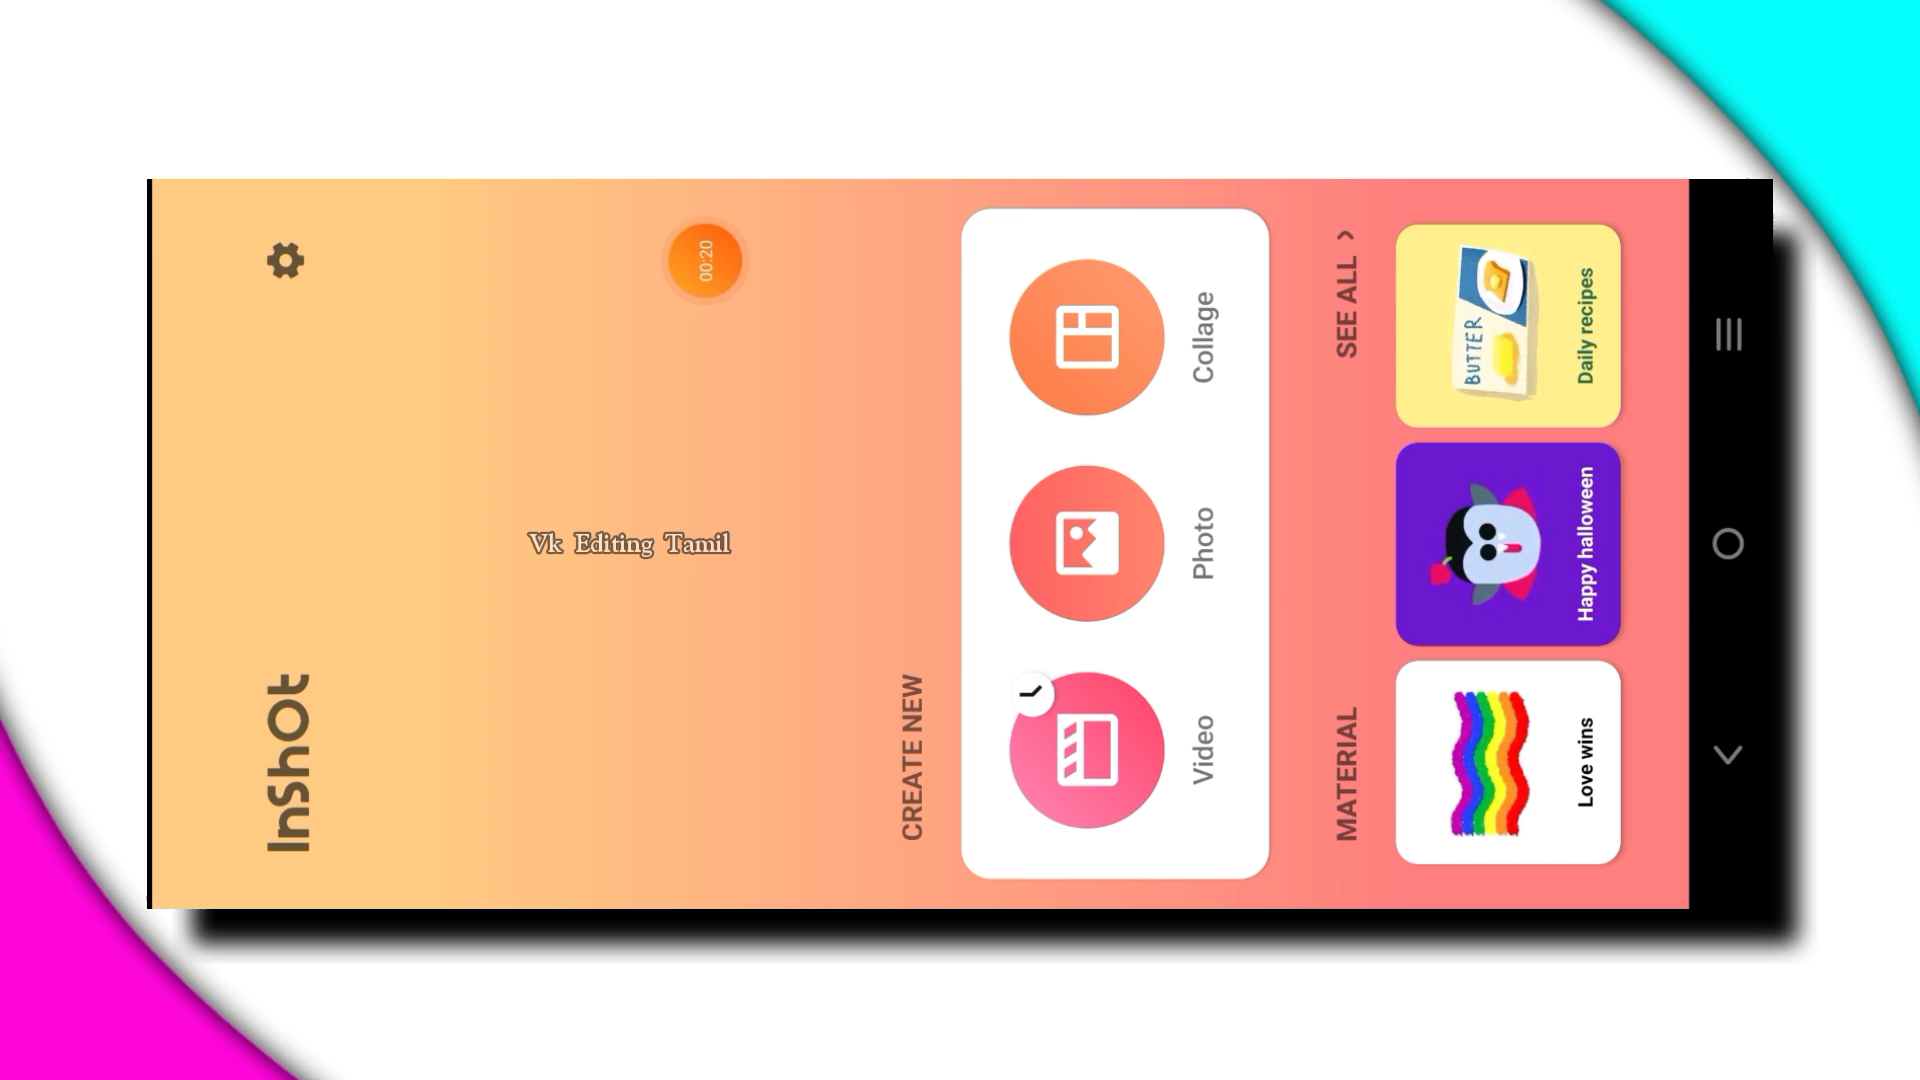 InShOt
00:20
Vk Editing Tamil
CREATE NEW
Video
Photo
Collage
MATERIAL
SEE ALL >
Love wins
Happy halloween
BUTTER
Daily recipes